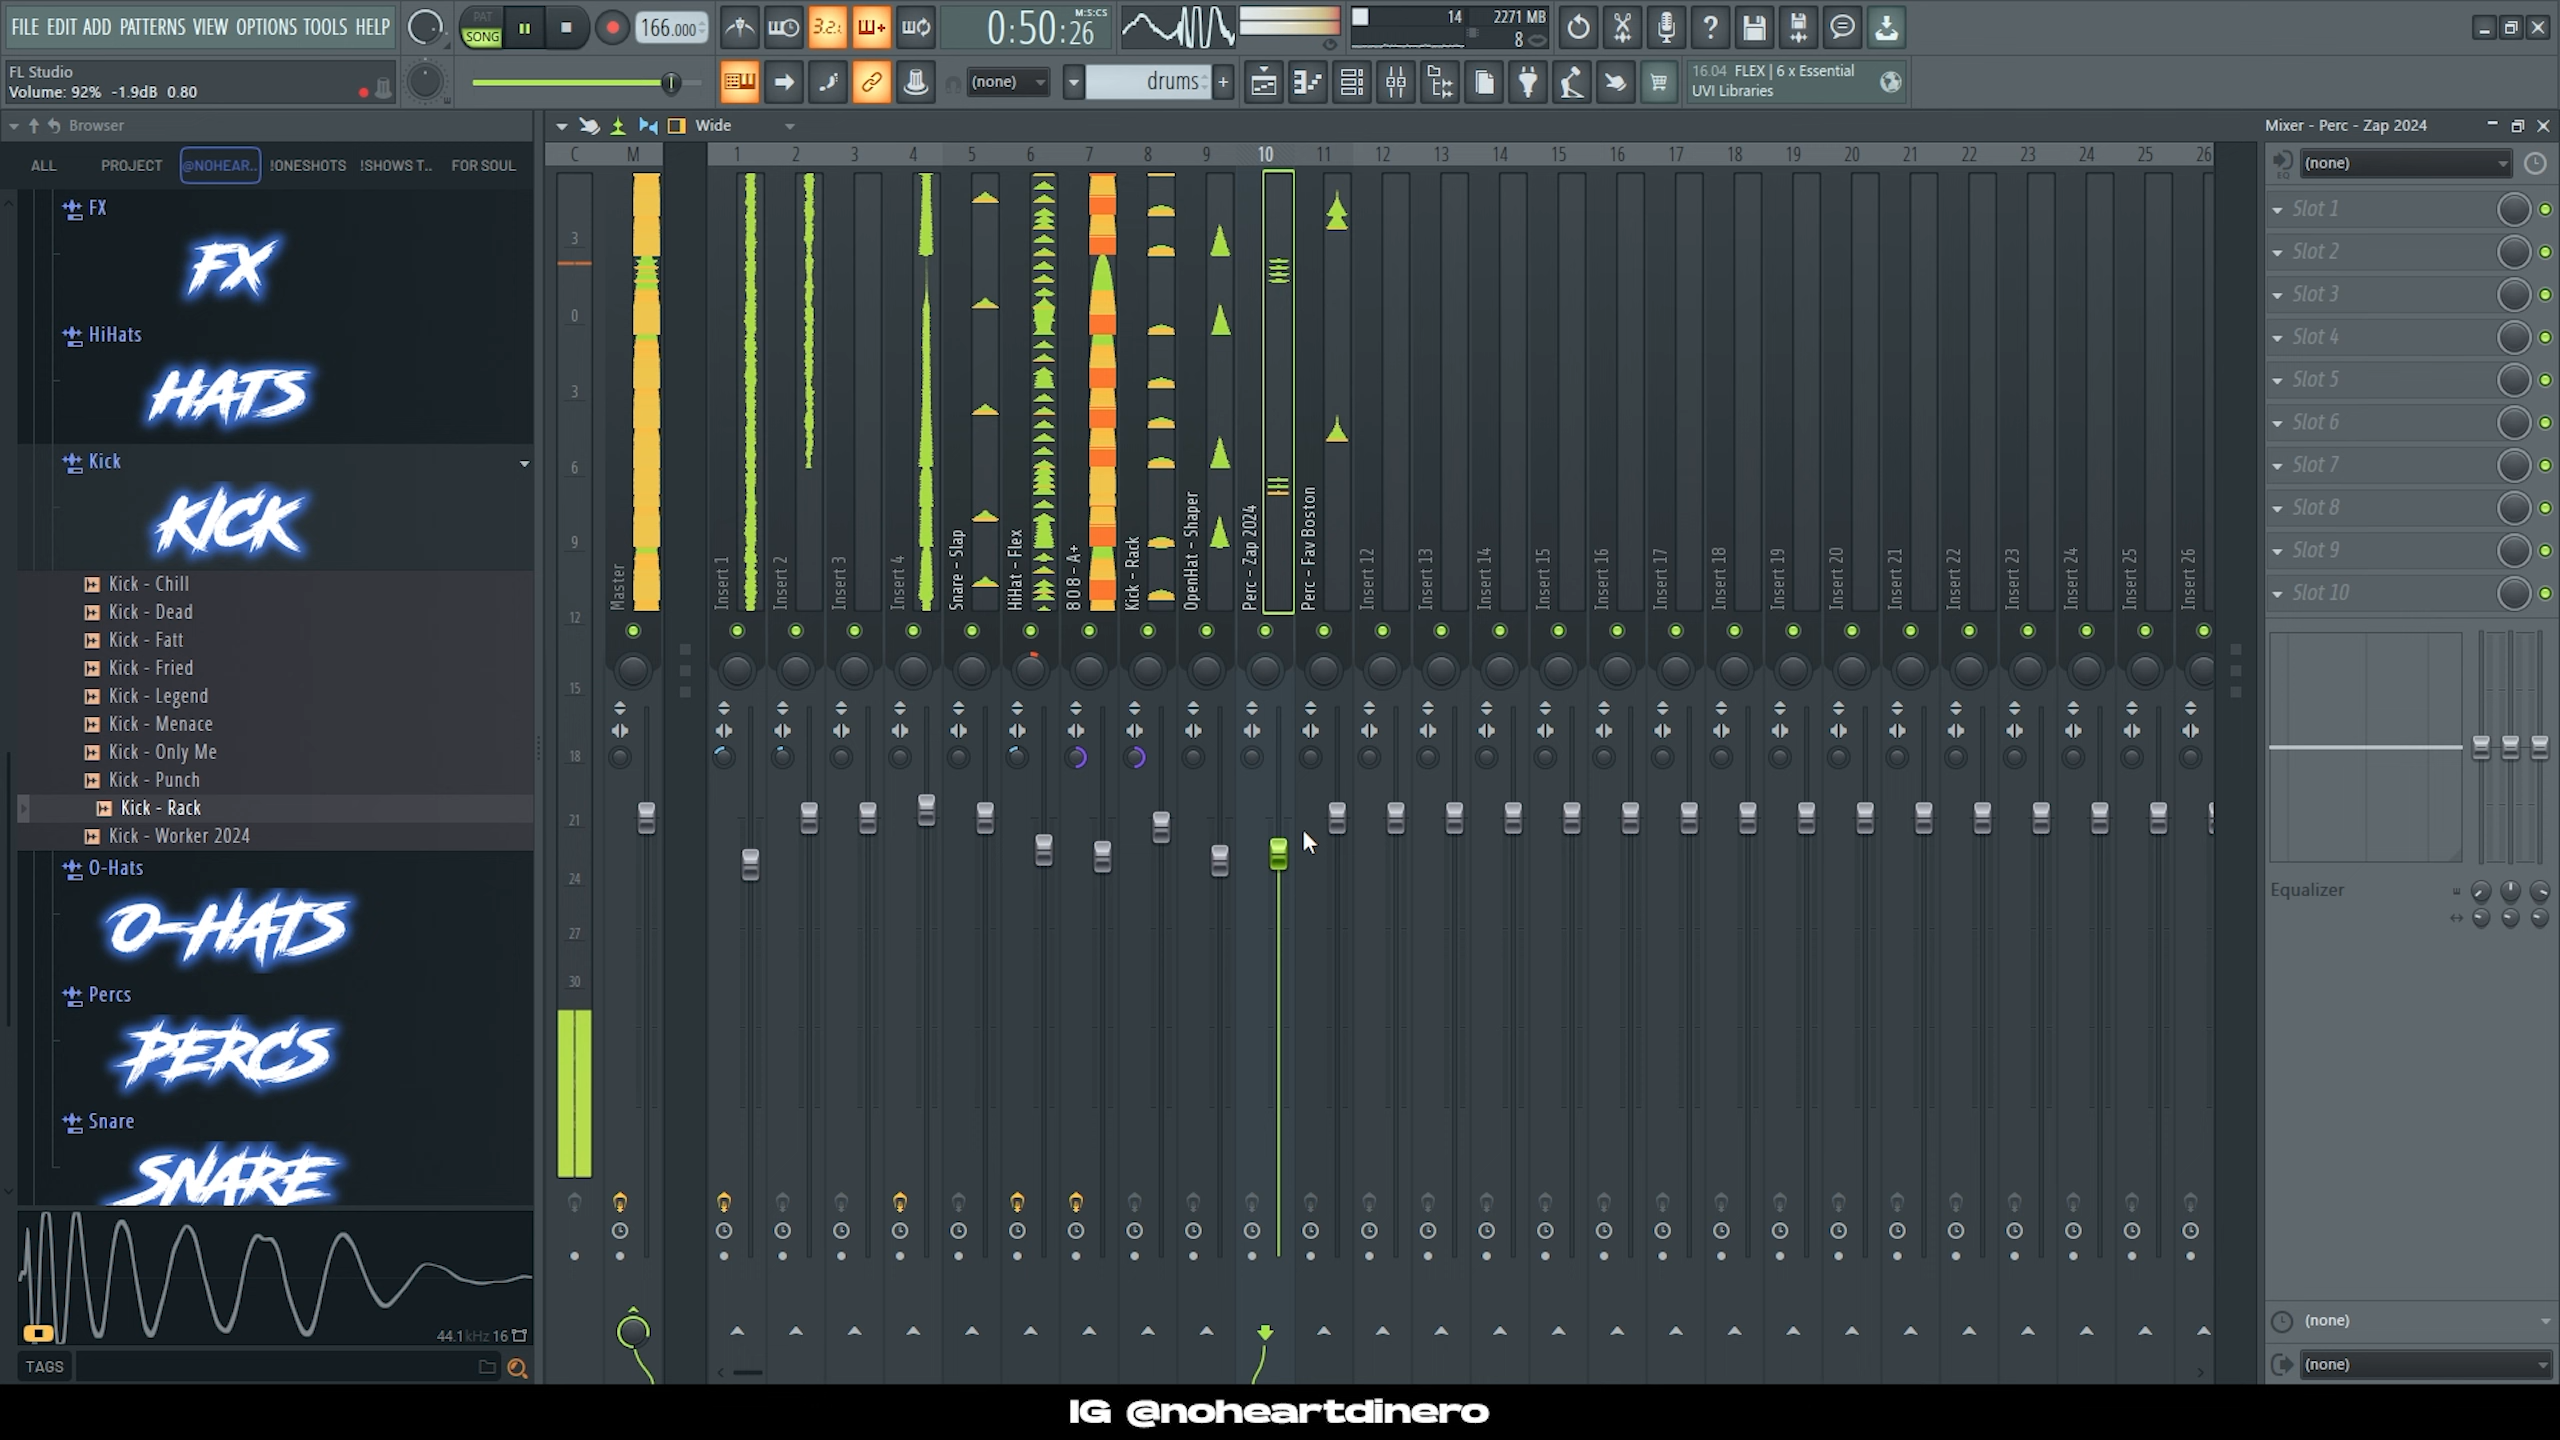 FILE EDIT ADD PATTERNS VIEW OPTIONS TOOLS HELP
PAT
SONG
166.000
3.2.
0:50:26
M:S:CS
14
2271 MB
8
FL Studio
Volume: 92% -1.9dB 0.80
(none)
drums
16.04 FLEX | 6 x Essential
UVI Libraries
Browser
ALL
PROJECT
@NOHEAR..
!ONESHOTS
!SHOWS T..
FOR SOUL
FX
FX
HiHats
HATS
Kick
KICK
Kick - Chill
Kick - Dead
Kick - Fatt
Kick - Fried
Kick - Legend
Kick - Menace
Kick - Only Me
Kick - Punch
Kick - Rack
Kick - Worker 2024
O-Hats
O-HATS
Percs
PERCS
Snare
SNARE
44.1kHz 16
TAGS
Wide
C M 1 2 3 4 5 6 7 8 9 10 11 12 13 14 15 16 17 18 19 20 21 22 23 24 25 26
3
0
3
6
9
12
15
18
21
24
27
30
Master
Insert 1
Insert 2
Insert 3
Insert 4
Snare - Slap
HiHat - Flex
808 - A+
Kick - Rack
OpenHat - Shaper
Perc - Zap 2024
Perc - Fav Boston
Insert 12
Insert 13
Insert 14
Insert 15
Insert 16
Insert 17
Insert 18
Insert 19
Insert 20
Insert 21
Insert 22
Insert 23
Insert 24
Insert 25
Insert 26
Mixer - Perc - Zap 2024
(none)
Slot 1
Slot 2
Slot 3
Slot 4
Slot 5
Slot 6
Slot 7
Slot 8
Slot 9
Slot 10
Equalizer
(none)
(none)
IG @noheartdinero